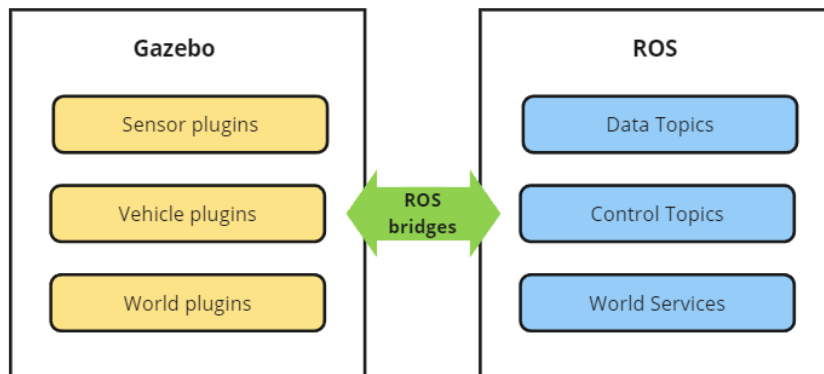 Gazebo
Sensor plugins
Vehicle plugins
World plugins
ROS
bridges
ROS
Data Topics
Control Topics
World Services